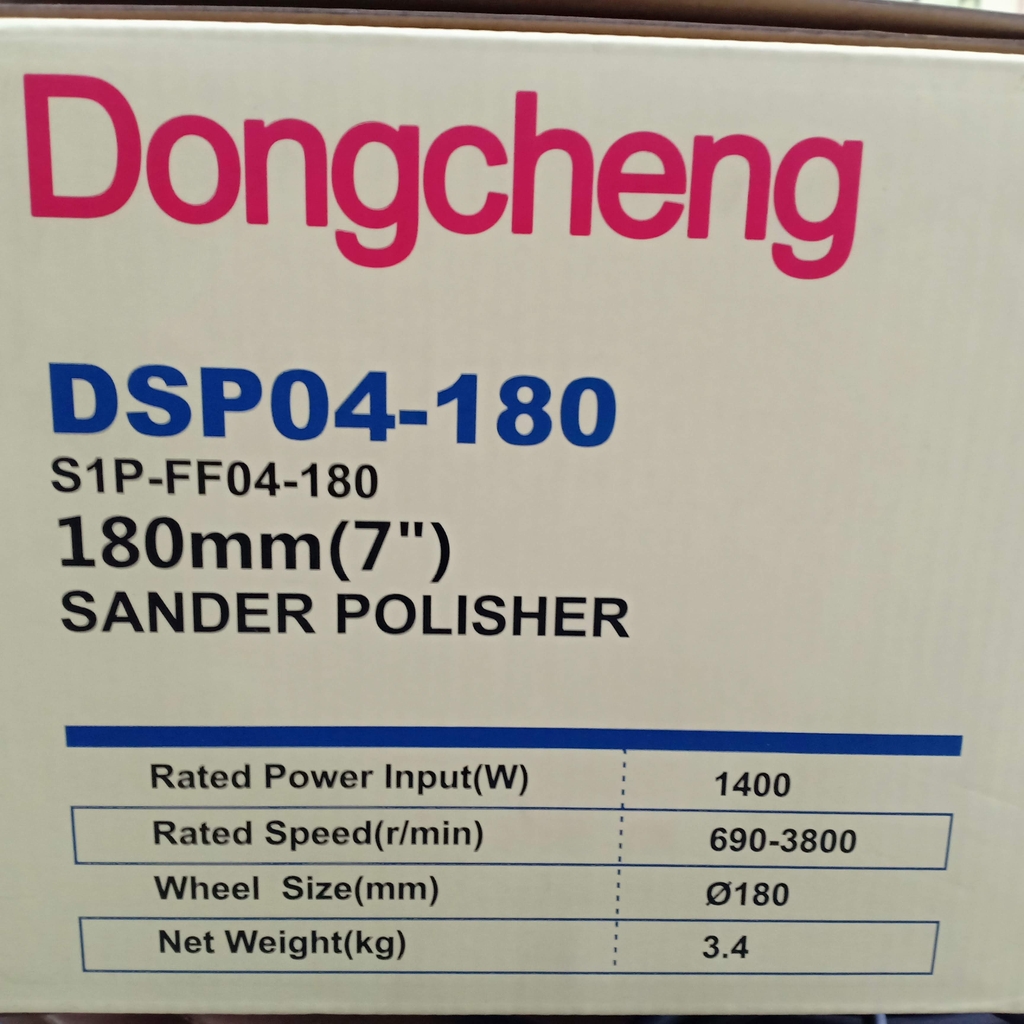 Dongcheng
DSP04-180
S1P-FF04-180
180mm(7")
SANDER POLISHER
Rated Power Input(W) 1400
Rated Speed(r/min) 690-3800
Wheel Size(mm) Ø180
Net Weight(kg) 3.4